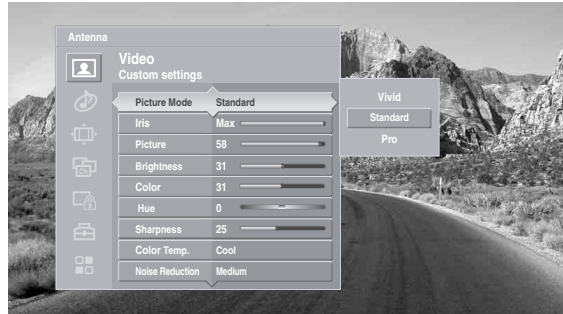 Antenna
Video
Custom settings
Picture Mode Standard
Iris Max
Picture 58
Brightness 31
Color 31
Hue 0
Sharpness 25
Color Temp. Cool
Noise Reduction Medium
Vivid
Standard
Pro
Ch